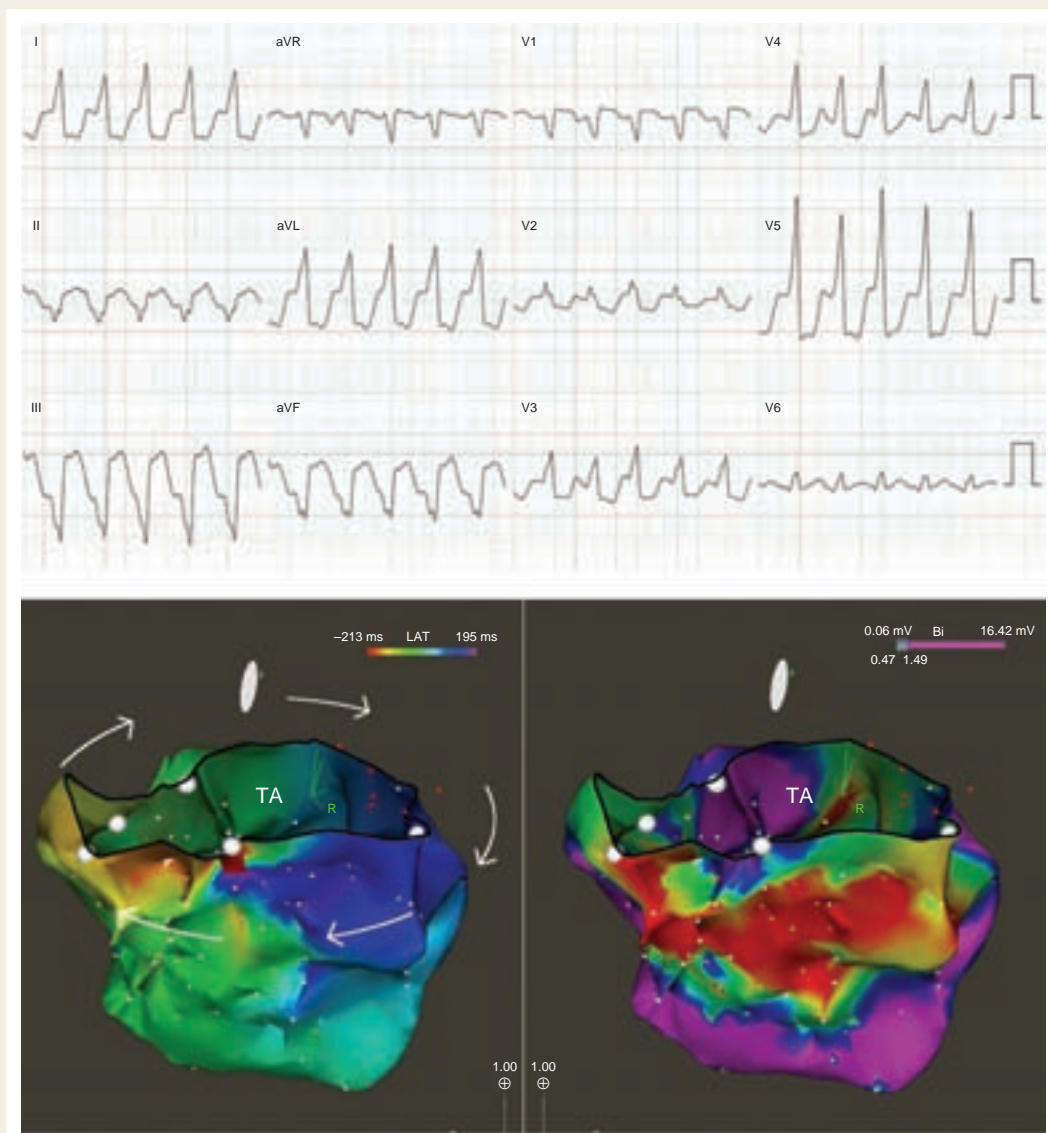 I aVR V1 V4
II aVL V2 V5
III aVF V3 V6
–213 ms LAT 195 ms
0.06 mV Bi 16.42 mV
0.47 1.49
TA
R
TA
R
1.00 1.00